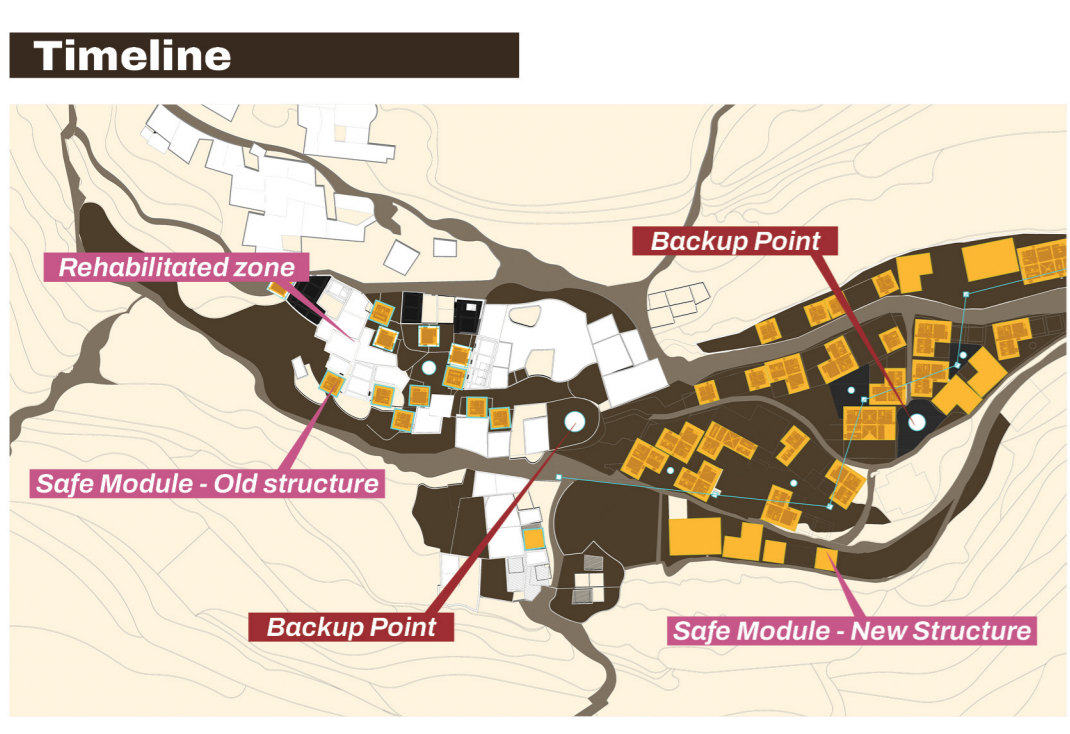 Timeline
Backup Point
Rehabilitated zone
Safe Module - Old structure
Backup Point
Safe Module - New Structure